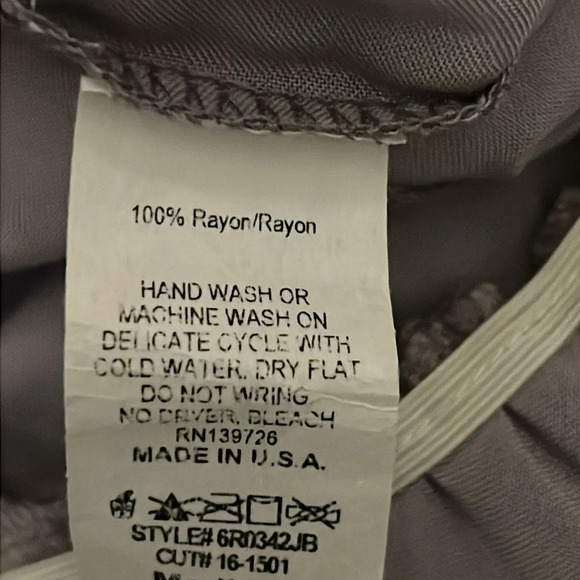 100% Rayon/Rayon
HAND WASH OR
MACHINE WASH ON
DELICATE CYCLE WITH
COLD WATER. DRY FLAT
DO NOT WRING
NO DRYER, BLEACH
RN139726
MADE IN U.S.A.
STYLE# 6R0342JB
CUT# 16-1501